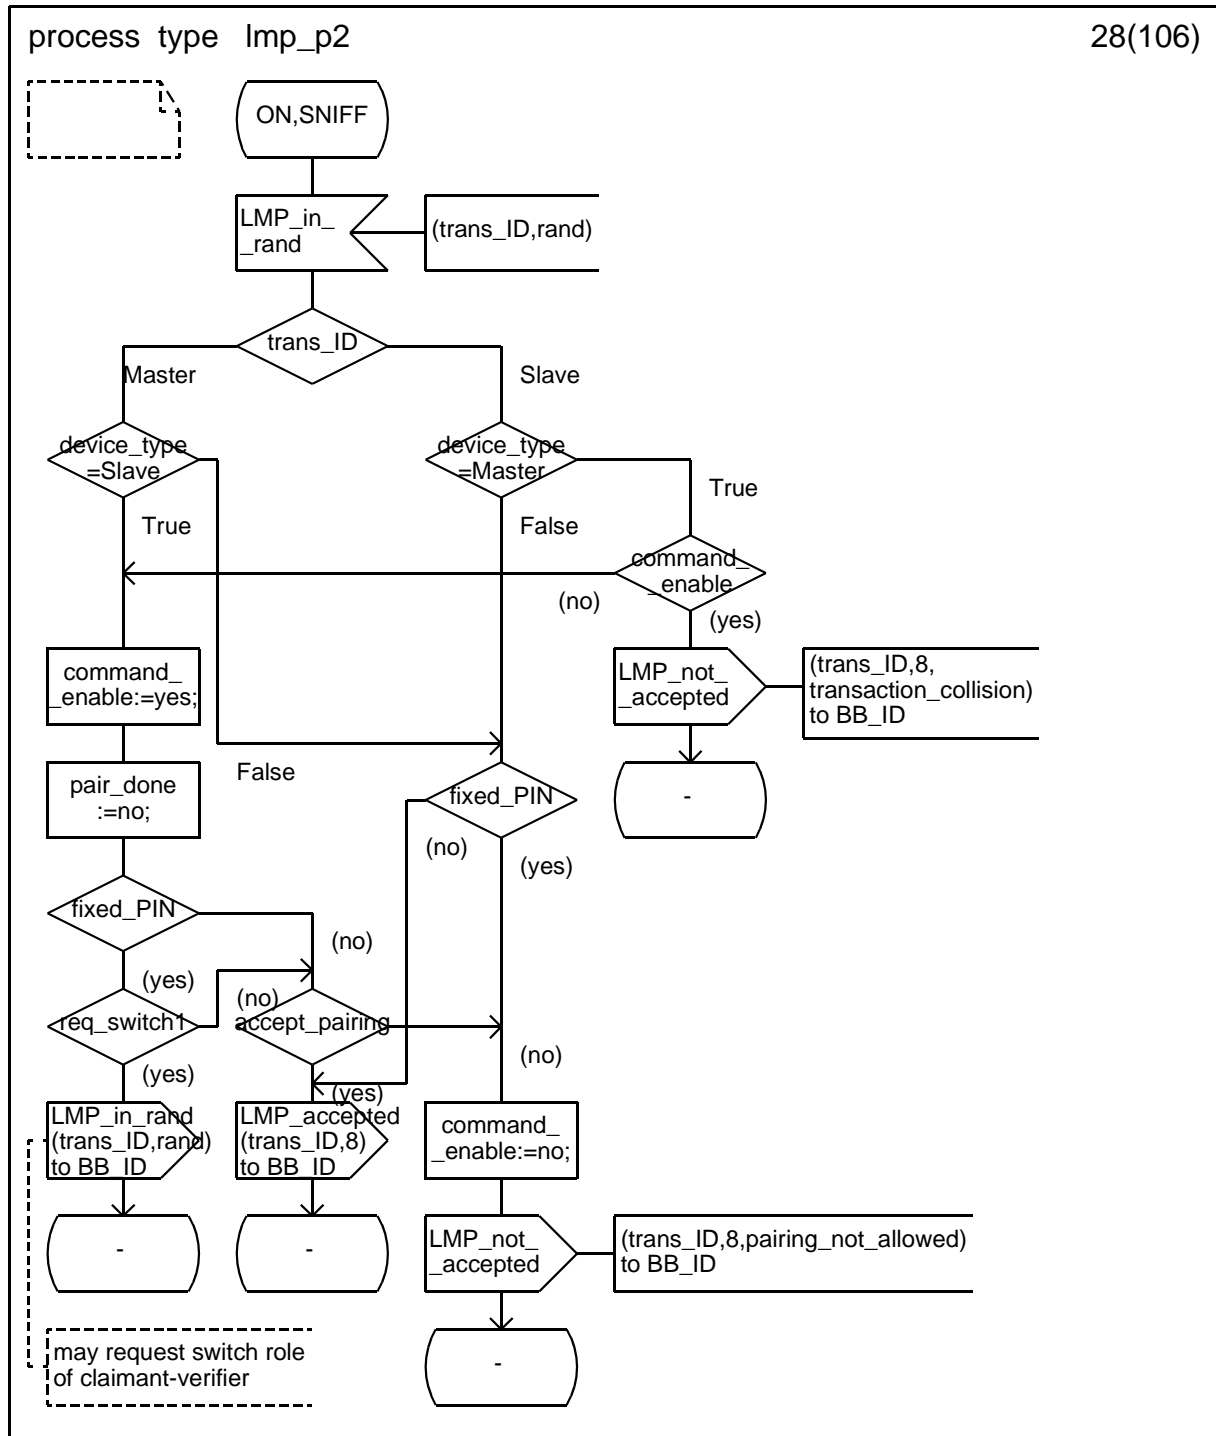 process type lmp_p2
28(106)
ON,SNIFF
LMP_in_
_rand
(trans_ID,rand)
trans_ID
Master
Slave
device_type
=Slave
device_type
=Master
True
True
False
command_
_enable
(no)
(yes)
command_
_enable:=yes;
LMP_not_
_accepted
(trans_ID,8,
transaction_collision)
to BB_ID
False
pair_done
:=no;
fixed_PIN
-
(no)
(yes)
fixed_PIN
(no)
(yes)
(no)
req_switch1
accept_pairing
(no)
(yes)
(yes)
LMP_in_rand
(trans_ID,rand)
to BB_ID
LMP_accepted
(trans_ID,8)
to BB_ID
command_
_enable:=no;
-
-
LMP_not_
_accepted
(trans_ID,8,pairing_not_allowed)
to BB_ID
may request switch role
of claimant-verifier
-